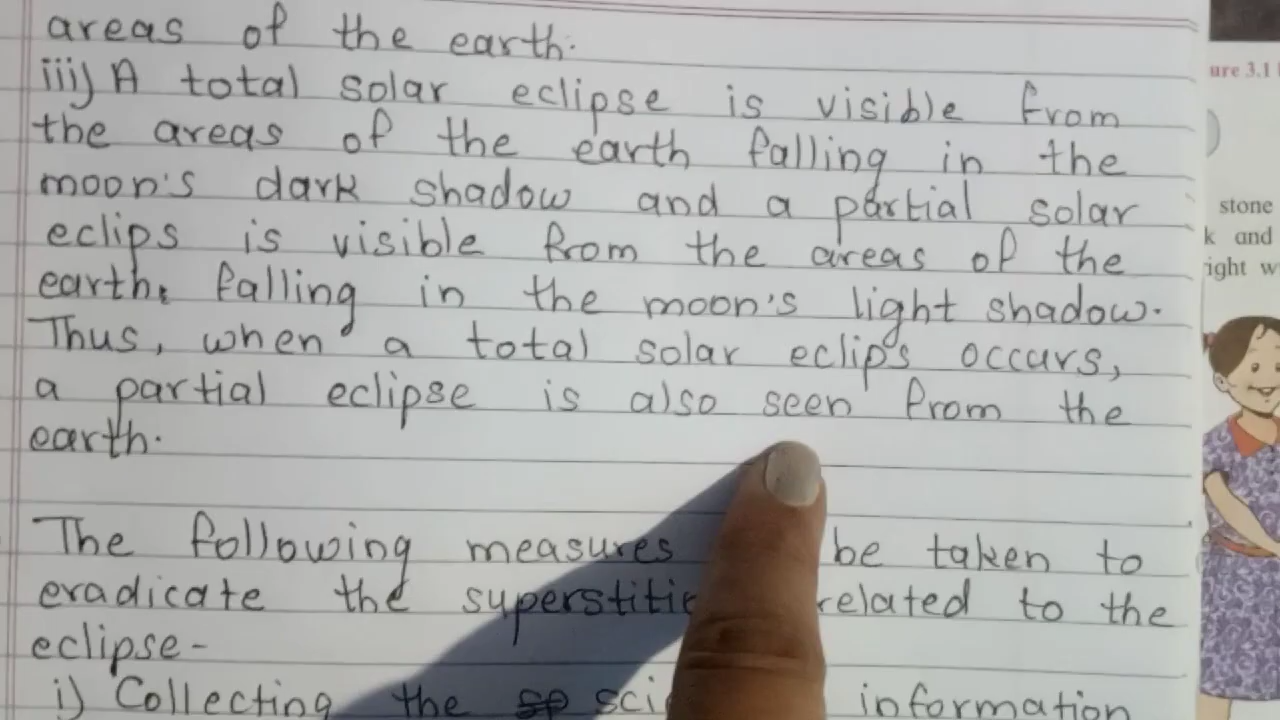 areas of the earth.
iii) A total solar eclipse is visible from
the areas of the earth falling in the
moon's dark shadow and a partial solar
eclips is visible from the areas of the
earth, falling in the moon's light shadow.
Thus, when a total solar eclips occurs,
a partial eclipse is also seen from the
earth.
The following measures be taken to
eradicate the related to the
eclipse-
i) Collecting the information
ure 3.1
stone
k and
ight w